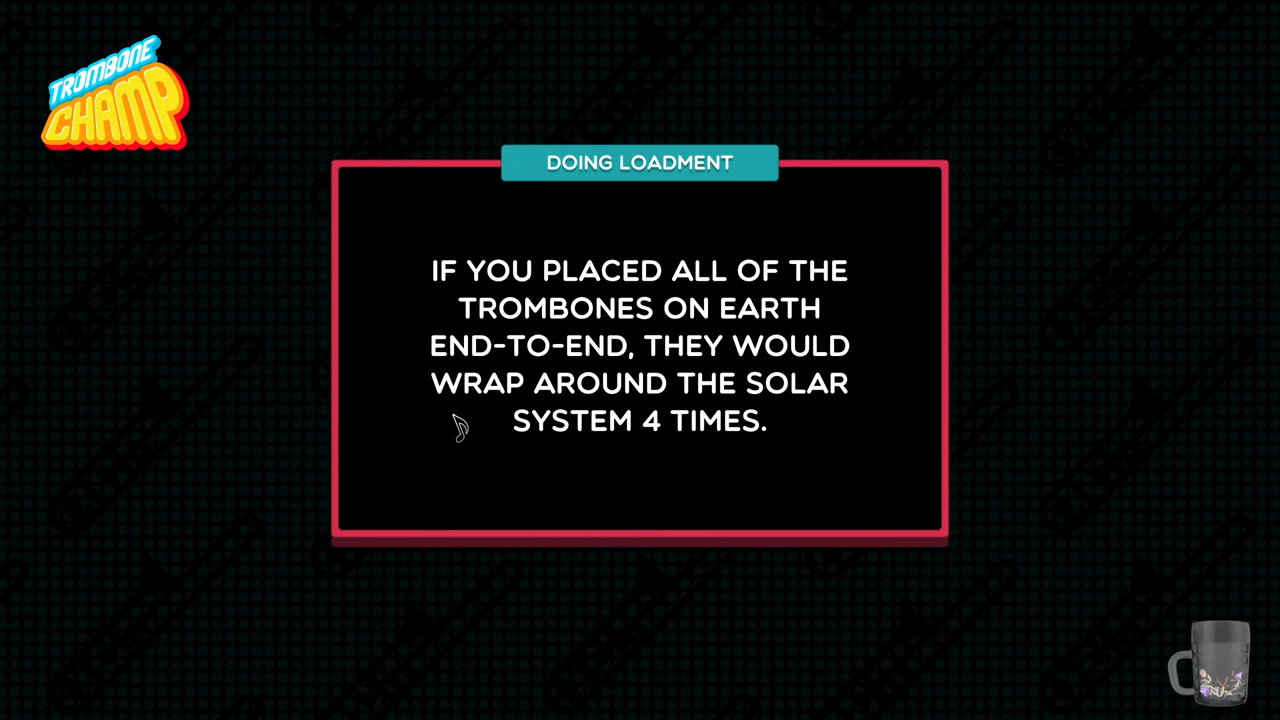 TROMBONE
CHAMP
DOING LOADMENT
IF YOU PLACED ALL OF THE
TROMBONES ON EARTH
END-TO-END, THEY WOULD
WRAP AROUND THE SOLAR
SYSTEM 4 TIMES.